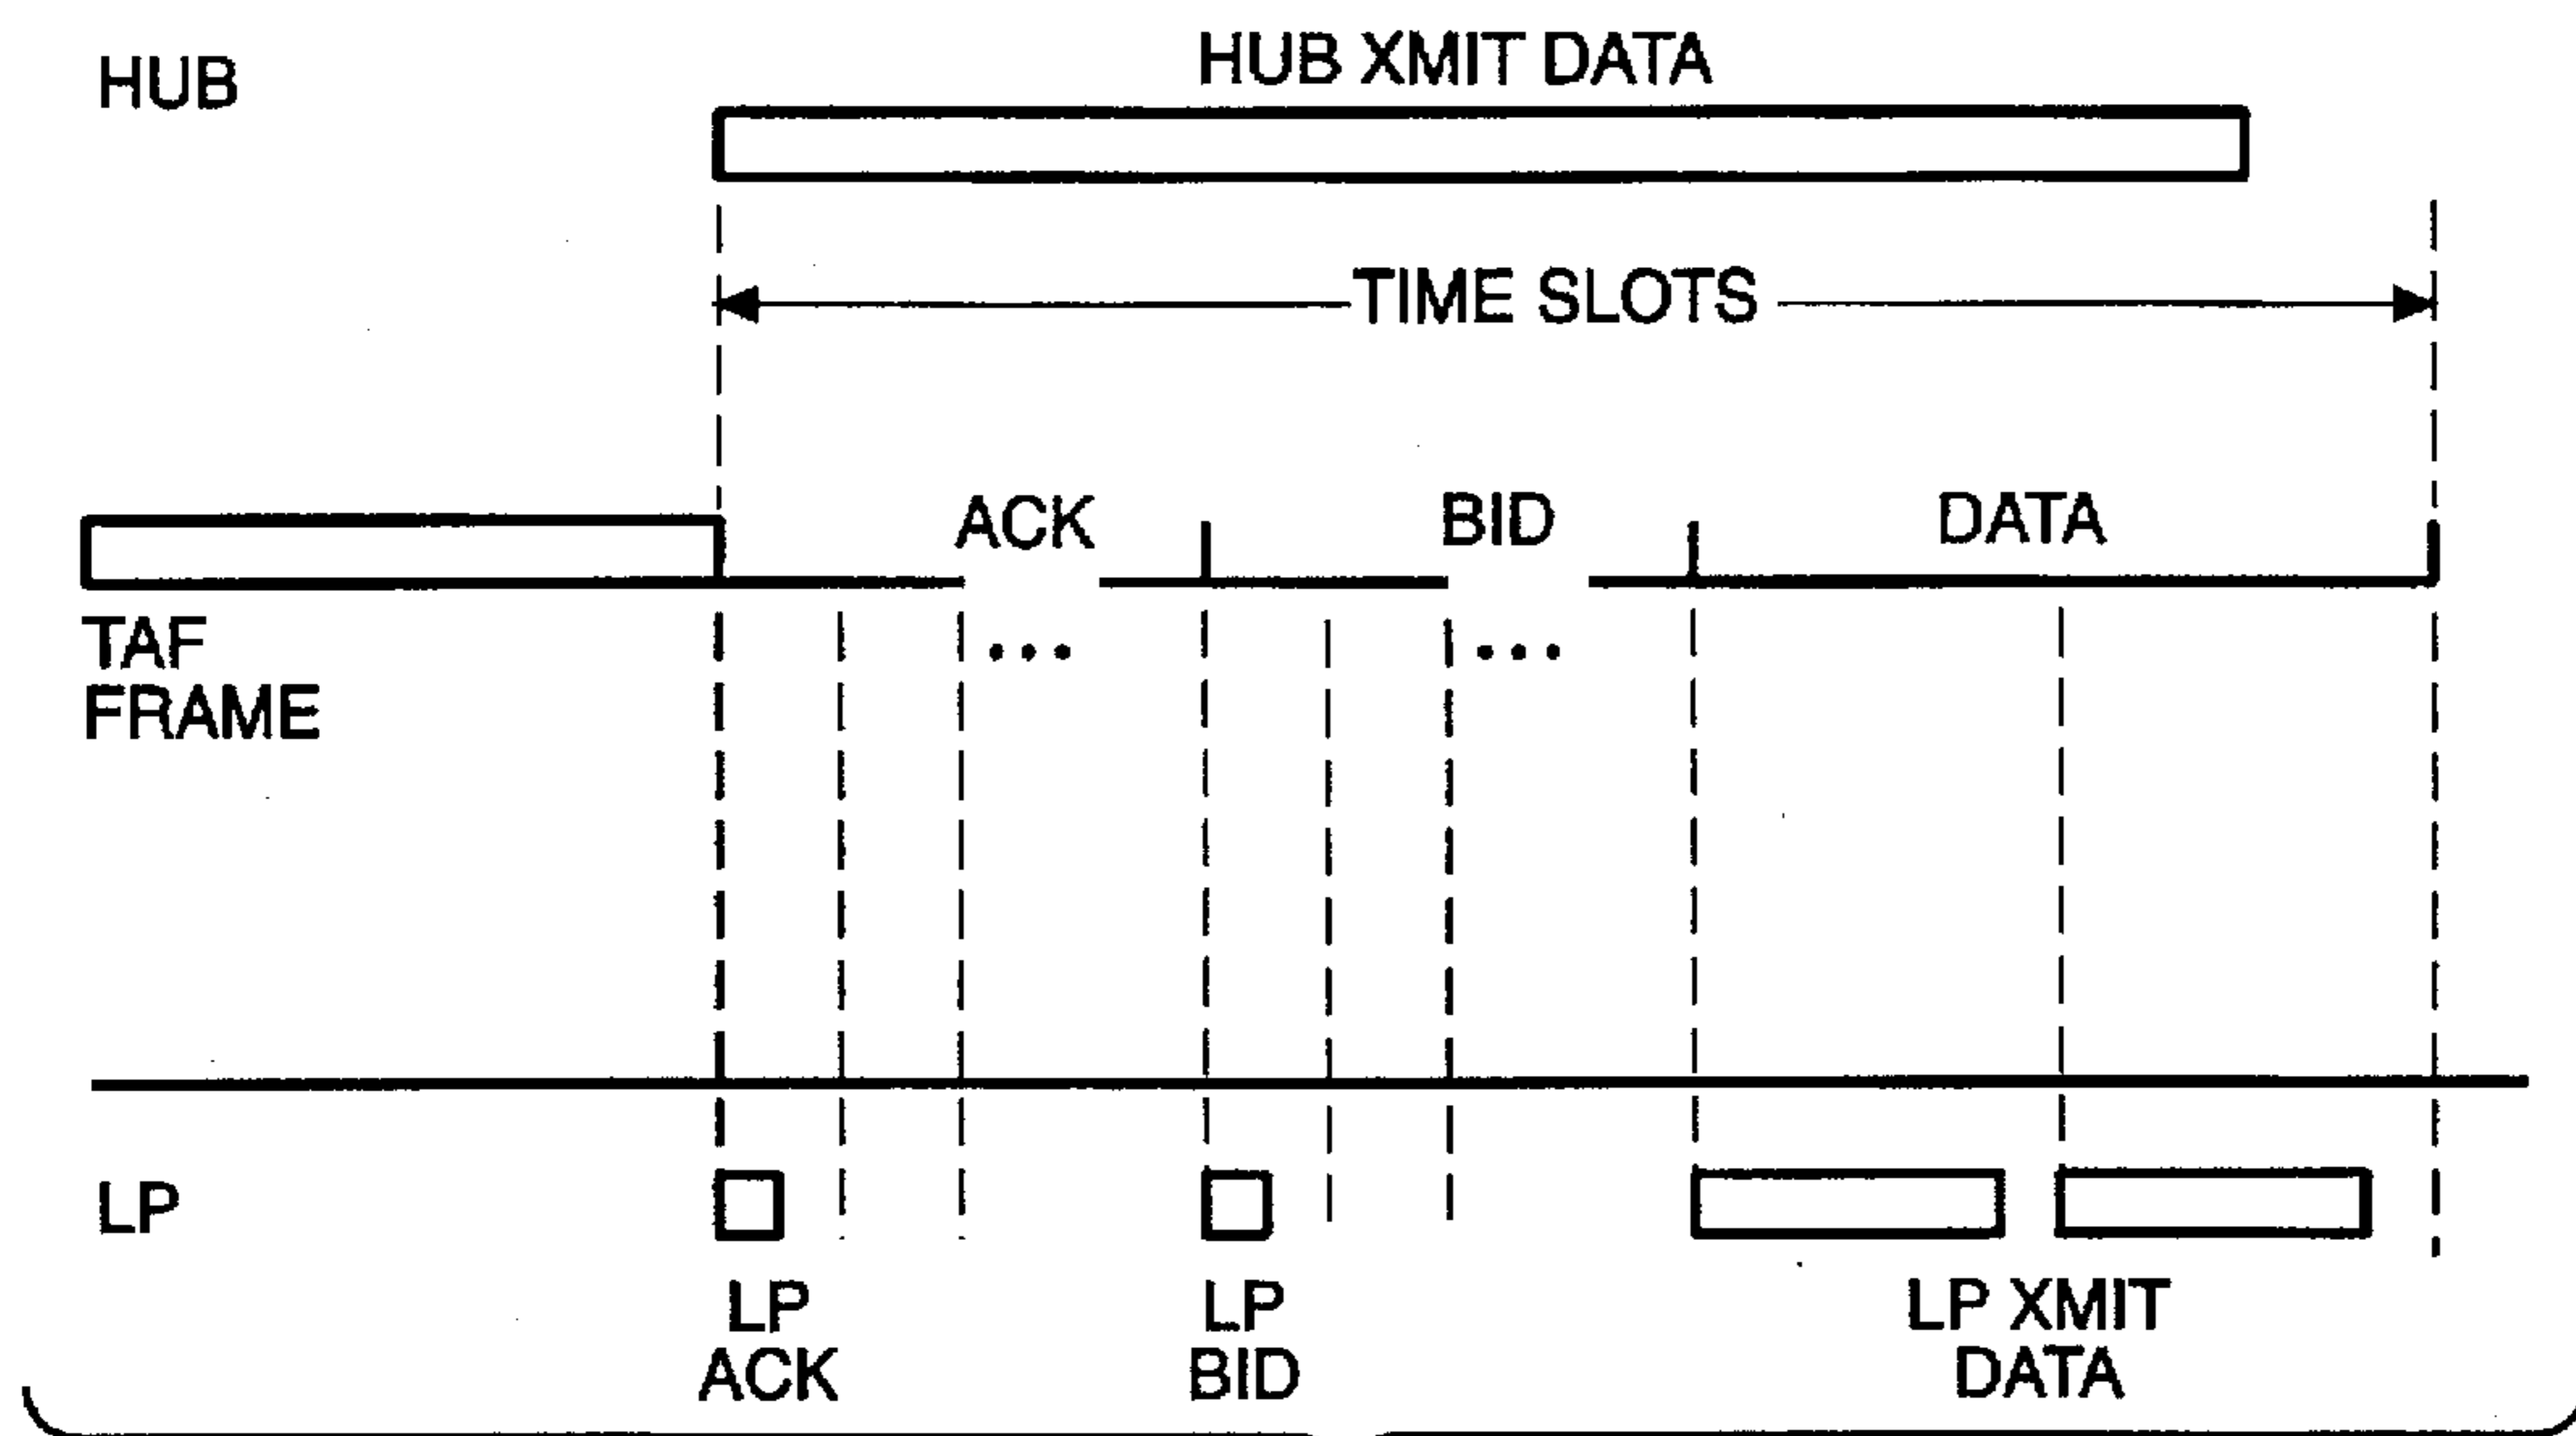 HUB
HUB XMIT DATA
TIME SLOTS
ACK
BID
DATA
TAF
FRAME
...
...
LP
LP
ACK
LP
BID
LP XMIT
DATA